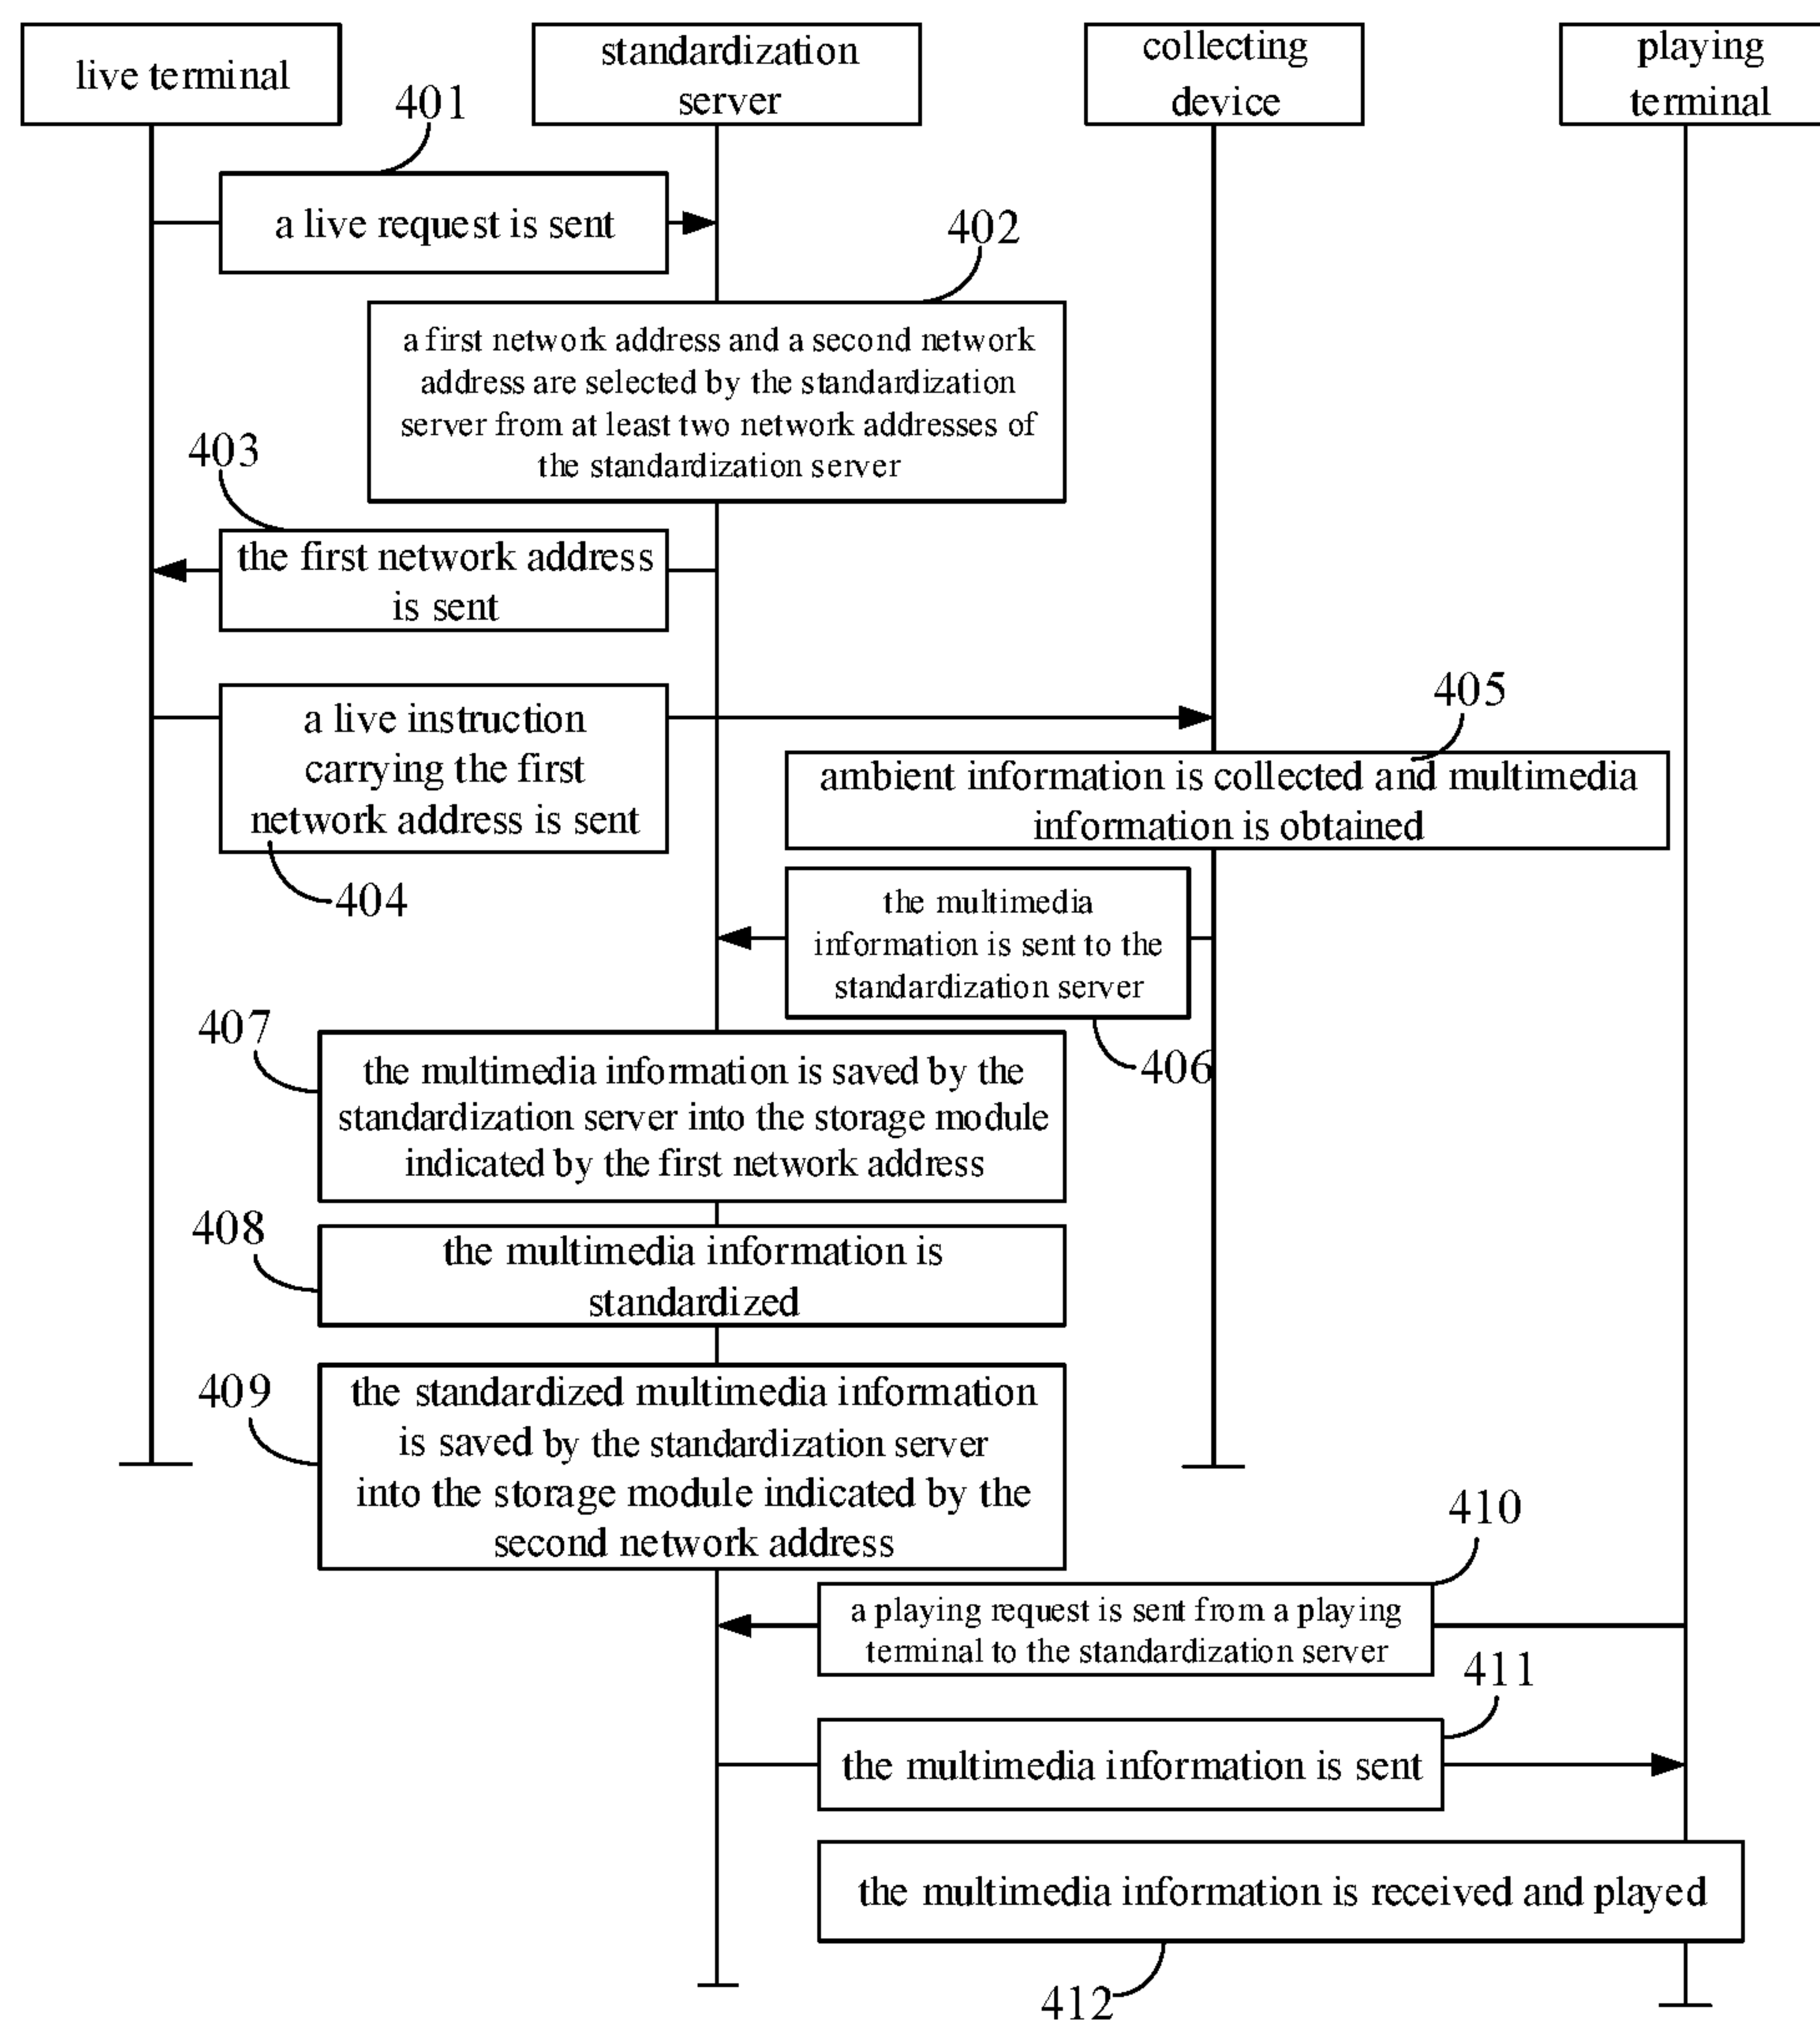 live terminal
standardization
server
collecting
device
playing
terminal
401
a live request is sent
402
a first network address and a second network
address are selected by the standardization
server from at least two network addresses of
the standardization server
403
the first network address
is sent
a live instruction
carrying the first
network address is sent
404
405
ambient information is collected and multimedia
information is obtained
the multimedia
information is sent to the
standardization server
406
407
the multimedia information is saved by the
standardization server into the storage module
indicated by the first network address
408
the multimedia information is
standardized
409
the standardized multimedia information
is saved by the standardization server
into the storage module indicated by the
second network address
410
a playing request is sent from a playing
terminal to the standardization server
411
the multimedia information is sent
the multimedia information is received and played
412